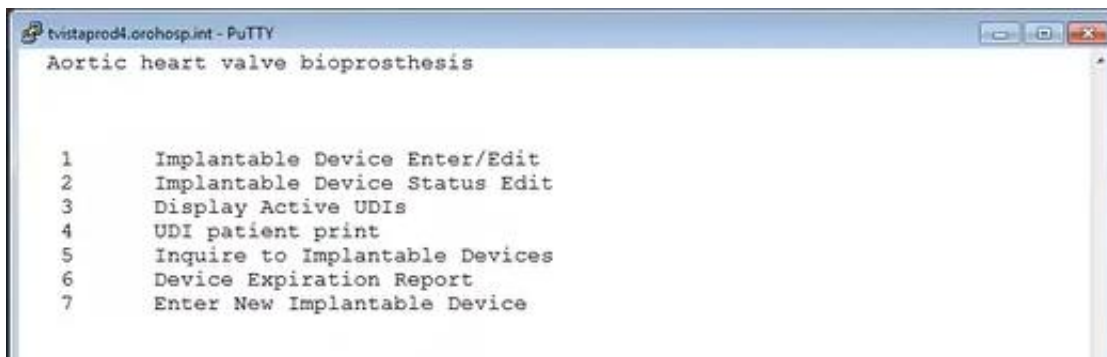 tvistaprod4.orohosp.int - PuTTY
Aortic heart valve bioprosthesis
1 Implantable Device Enter/Edit
2 Implantable Device Status Edit
3 Display Active UDIs
4 UDI patient print
5 Inquire to Implantable Devices
6 Device Expiration Report
7 Enter New Implantable Device